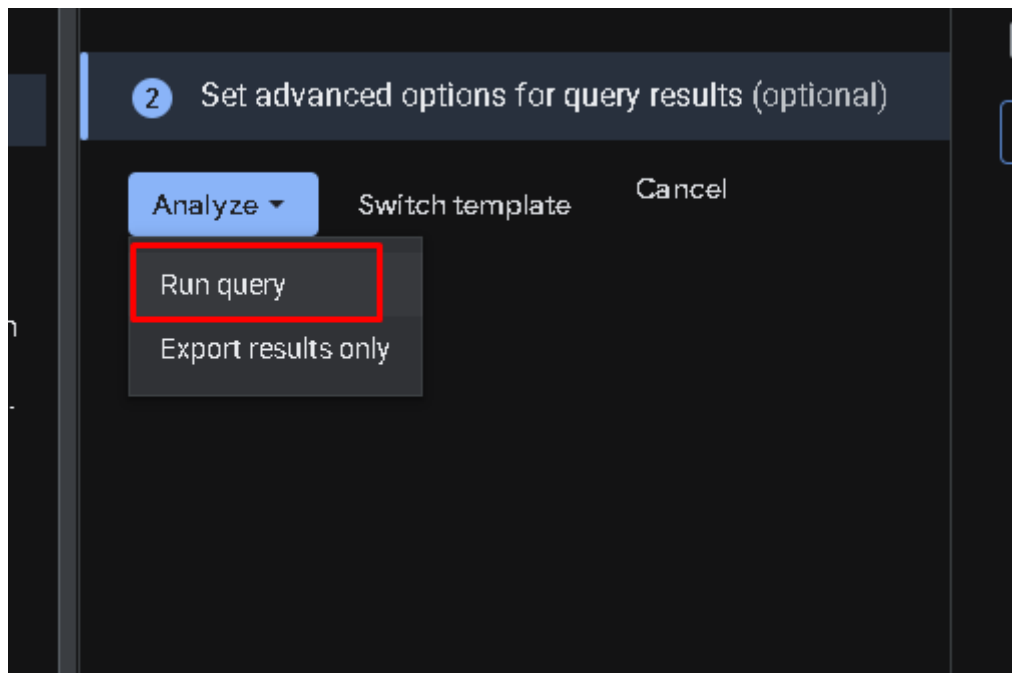 2 Set advanced options for query results (optional)
Analyze Switch template Cancel
Run query
Export results only